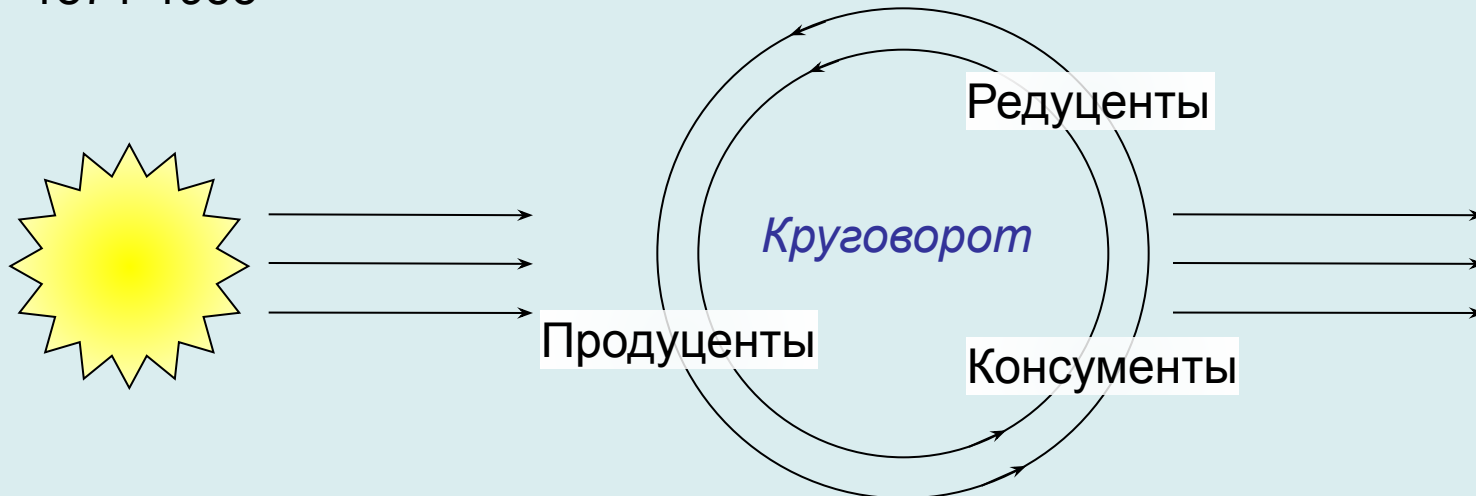 Редуценты
Круговорот
Продуценты
Консументы